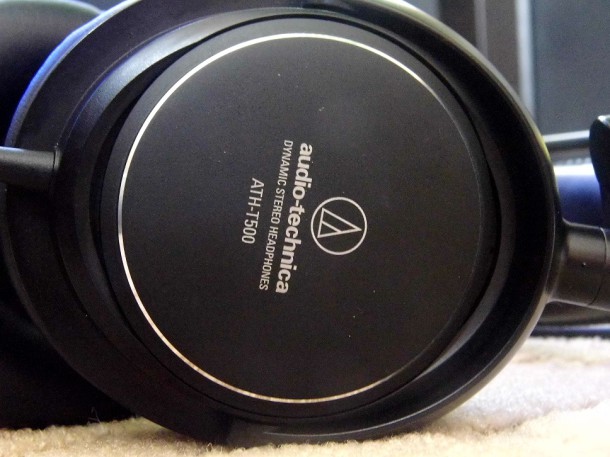 audio-technica
DYNAMIC STEREO HEADPHONES
ATH-T500